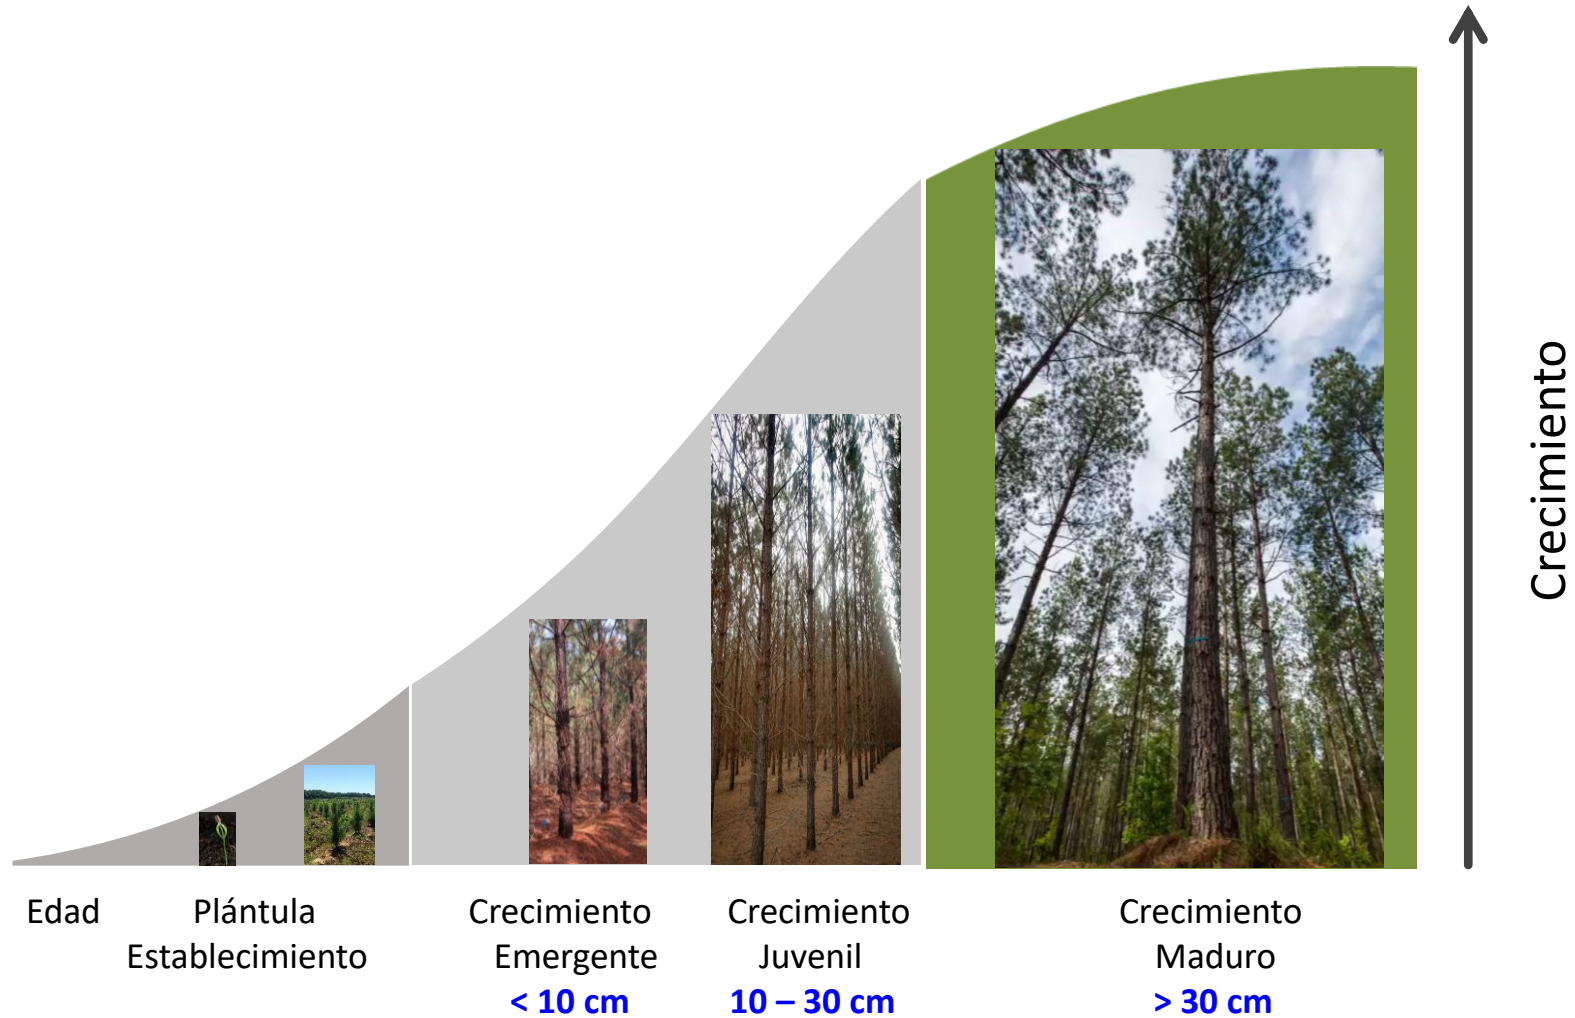 Crecimiento
Edad
Plántula
Establecimiento
Crecimiento
Emergente
< 10 cm
Crecimiento
Juvenil
10 – 30 cm
Crecimiento
Maduro
> 30 cm